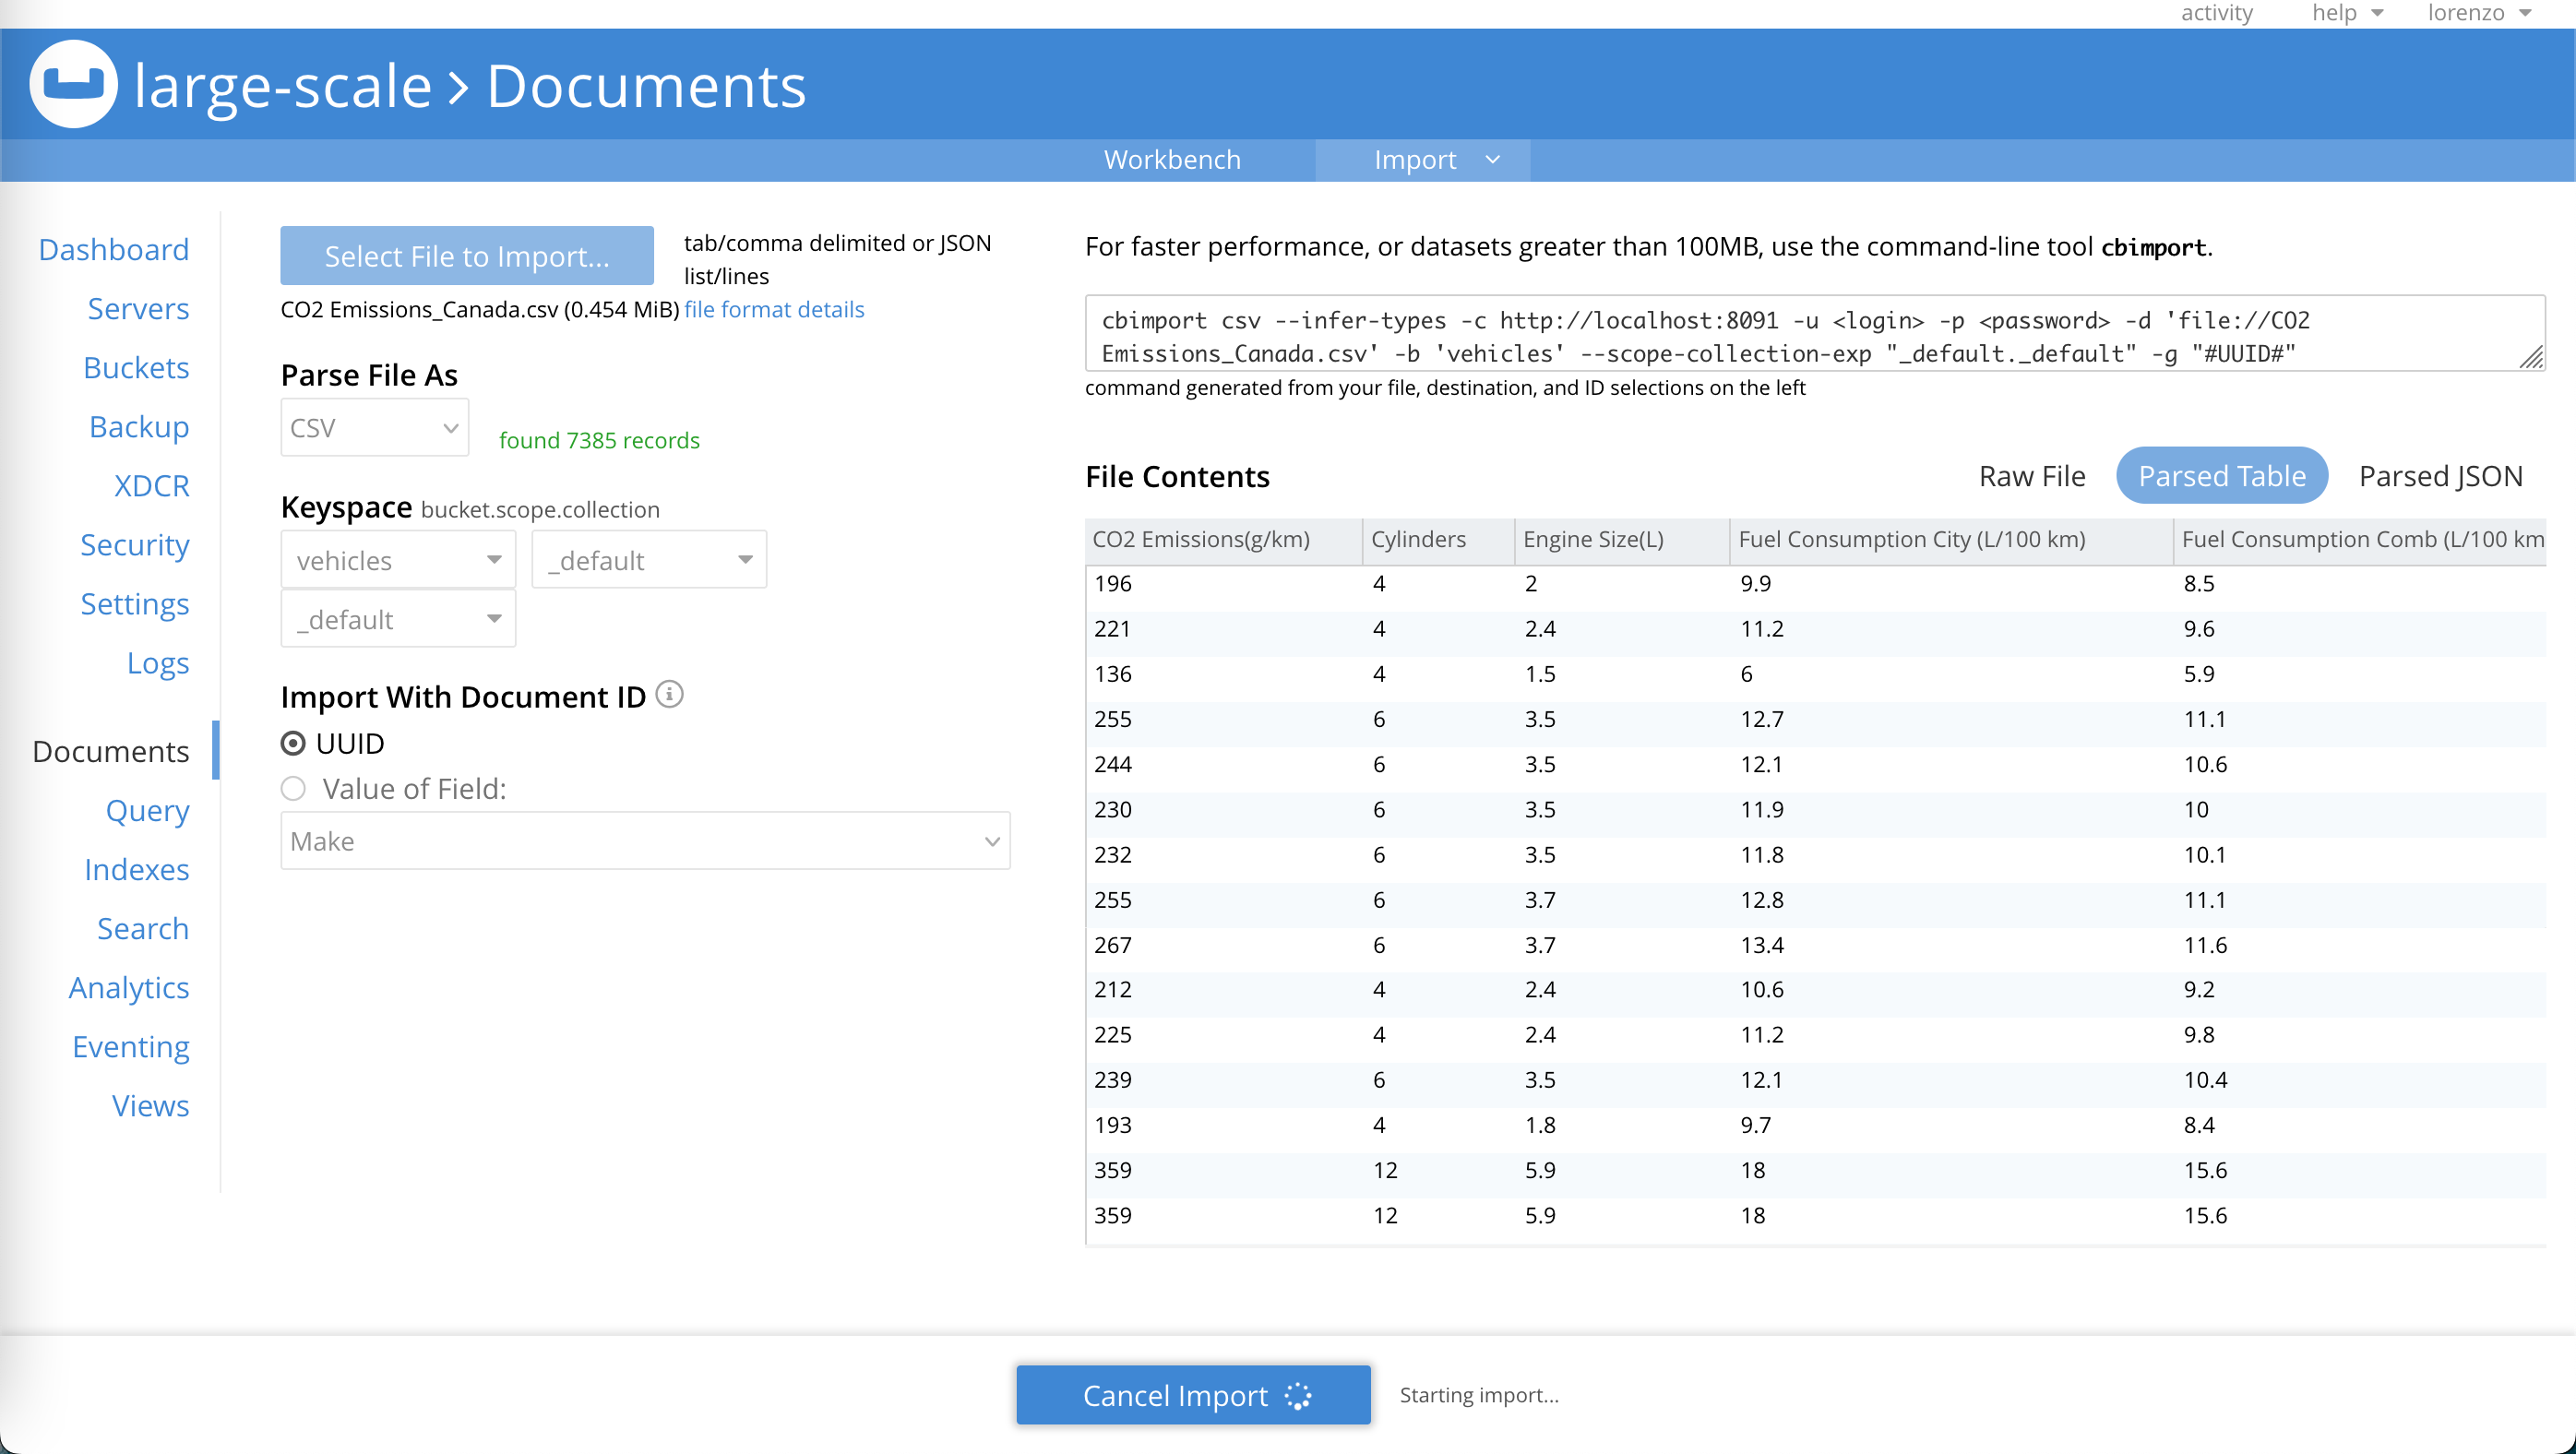 activity help lorenzo
large-scale > Documents
Workbench Import
Dashboard
Servers
Buckets
Backup
XDCR
Security
Settings
Logs
Documents
Query
Indexes
Search
Analytics
Eventing
Views
Select File to Import...
tab/comma delimited or JSON
list/lines
CO2 Emissions_Canada.csv (0.454 MiB) file format details
Parse File As
CSV
found 7385 records
Keyspace bucket.scope.collection
vehicles _default
_default
Import With Document ID
UUID
Value of Field:
Make
For faster performance, or datasets greater than 100MB, use the command-line tool cbimport.
cbimport csv --infer-types -c http://localhost:8091 -u <login> -p <password> -d 'file://CO2
Emissions_Canada.csv' -b 'vehicles' --scope-collection-exp "_default._default" -g "#UUID#"
command generated from your file, destination, and ID selections on the left
File Contents Raw File Parsed Table Parsed JSON
CO2 Emissions(g/km) Cylinders Engine Size(L) Fuel Consumption City (L/100 km) Fuel Consumption Comb (L/100 km
196 4 2 9.9 8.5
221 4 2.4 11.2 9.6
136 4 1.5 6 5.9
255 6 3.5 12.7 11.1
244 6 3.5 12.1 10.6
230 6 3.5 11.9 10
232 6 3.5 11.8 10.1
255 6 3.7 12.8 11.1
267 6 3.7 13.4 11.6
212 4 2.4 10.6 9.2
225 4 2.4 11.2 9.8
239 6 3.5 12.1 10.4
193 4 1.8 9.7 8.4
359 12 5.9 18 15.6
359 12 5.9 18 15.6
Cancel Import Starting import...